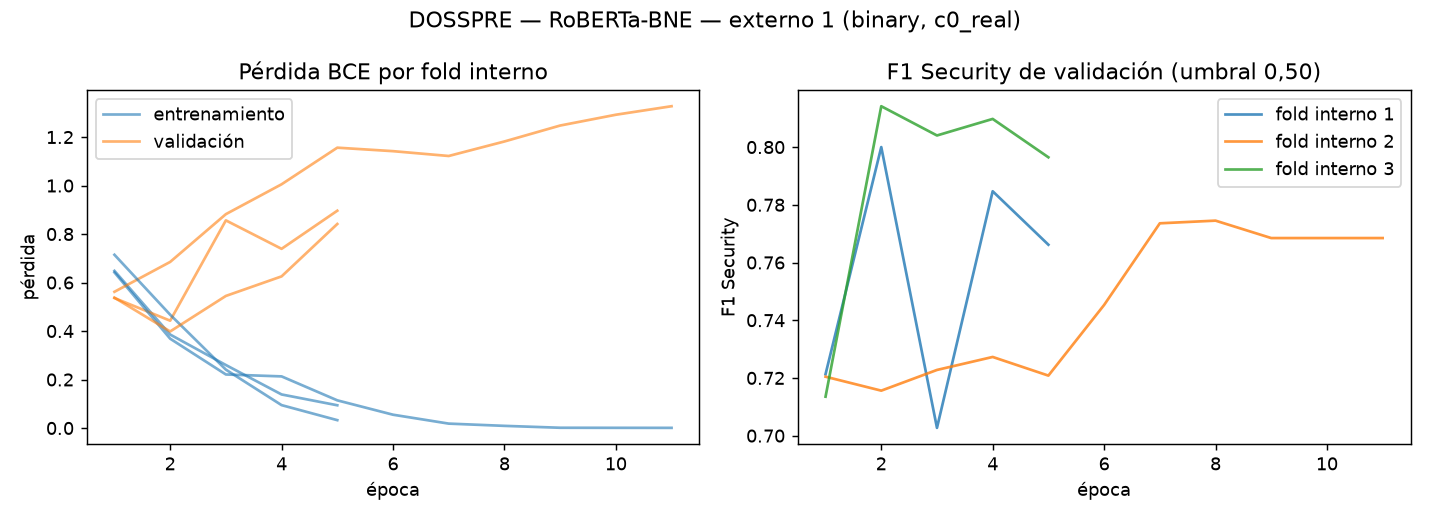 DOSSPRE — RoBERTa-BNE — externo 1 (binary, c0_real)
Pérdida BCE por fold interno
entrenamiento
validación
1.2
1.0
0.8
0.6
0.4
0.2
0.0
pérdida
2
4
6
8
10
época
F1 Security de validación (umbral 0,50)
fold interno 1
fold interno 2
fold interno 3
0.80
0.78
0.76
0.74
0.72
0.70
F1 Security
2
4
6
8
10
época